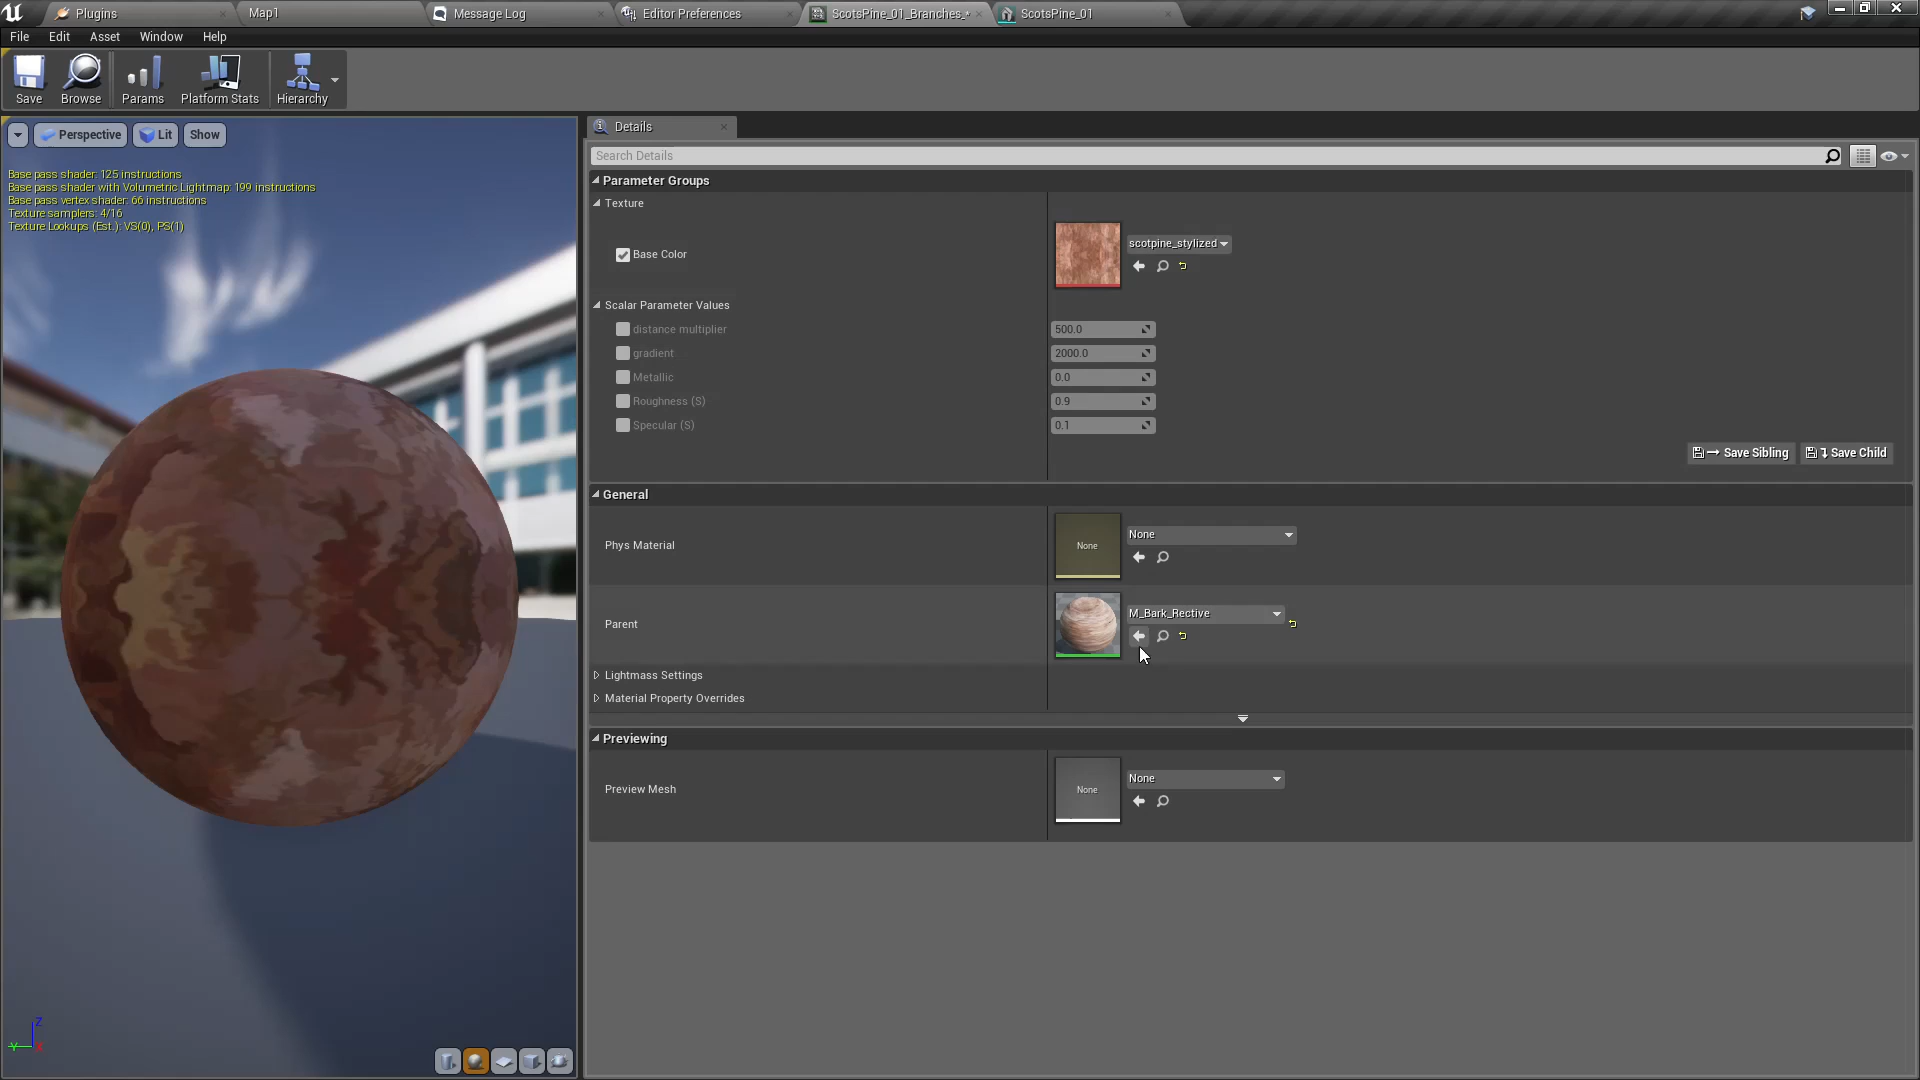 Plugins
Map1
Message Log
Editor Preferences
ScotsPine_01_Branches_*
ScotsPine_01
File Edit Asset Window Help
Save
Browse
Params
Platform Stats
Hierarchy
Perspective
Lit
Show
Base pass shader: 125 instructions
Base pass shader with Volumetric Lightmap: 199 instructions
Base pass vertex shader: 66 instructions
Texture samplers: 4/16
Texture Lookups (Est.): VS(0), PS(1)
Z
Y
X
Details
Search Details
Parameter Groups
Texture
Base Color
scotpine_stylized
Scalar Parameter Values
distance multiplier 500.0
gradient 2000.0
Metallic 0.0
Roughness (S) 0.9
Specular (S) 0.1
Save Sibling
Save Child
General
Phys Material
None
None
Parent
M_Bark_Rective
Lightmass Settings
Material Property Overrides
Previewing
Preview Mesh
None
None